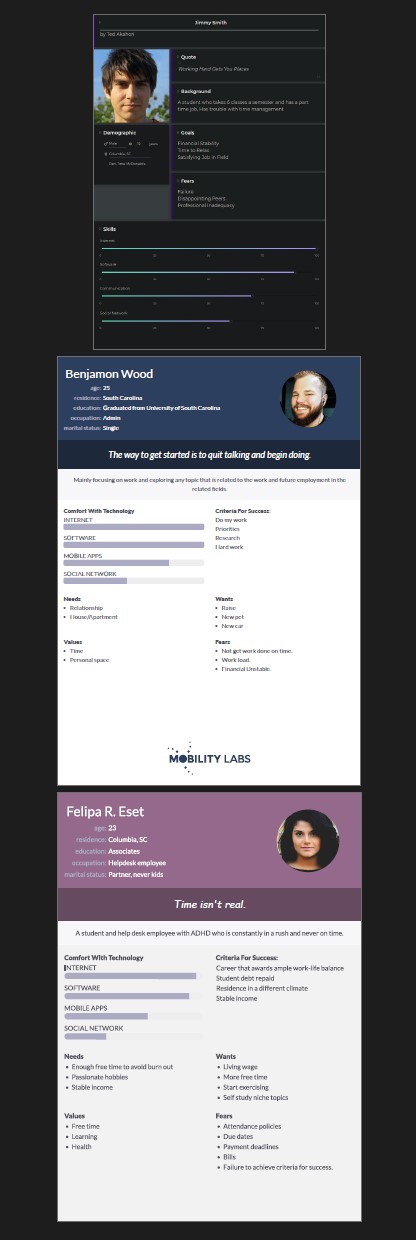 Jimmy Smith
by Ted Akehori
Quote
Working Hard Gets You Places
Background
A student who takes 6 classes a semester and has a part
time job. Has trouble with time management
Demographic
Male
years
Columbia, SC
Part-Time McDonald's
Goals
Financial Stability
Time to Relax
Satisfying Job in Field
Fears
Failure
Disappointing Peers
Professional Inadequacy
Skills
Internet
Software
Communication
Social Network
Benjamon Wood
age: 25
residence: South Carolina
education: Graduated from University of South Carolina
occupation: Admin
marital status: Single
The way to get started is to quit talking and begin doing.
Mainly focusing on work and exploring any topic that is related to the work and future employment in the
related fields.
Comfort With Technology
INTERNET
SOFTWARE
MOBILE APPS
SOCIAL NETWORK
Criteria For Success:
Do my work
Priorities
Research
Hard work
Needs
• Relationship
• House/Apartment
Wants
• Raise
• New pet
• New car
Values
• Time
• Personal space
Fears
• Not get work done on time.
• Work load.
• Financial Unstable.
MOBILITY LABS
Felipa R. Eset
age: 23
residence: Columbia, SC
education: Associates
occupation: Helpdesk employee
marital status: Partner, never kids
Time isn't real.
A student and help desk employee with ADHD who is constantly in a rush and never on time.
Comfort With Technology
INTERNET
SOFTWARE
MOBILE APPS
SOCIAL NETWORK
Criteria For Success:
Career that awards ample work-life balance
Student debt repaid
Residence in a different climate
Stable income
Needs
• Enough free time to avoid burn out
• Passionate hobbies
• Stable income
Wants
• Living wage
• More free time
• Start exercising
• Self study niche topics
Values
• Free time
• Learning
• Health
Fears
• Attendance policies
• Due dates
• Payment deadlines
• Bills
• Failure to achieve criteria for success.